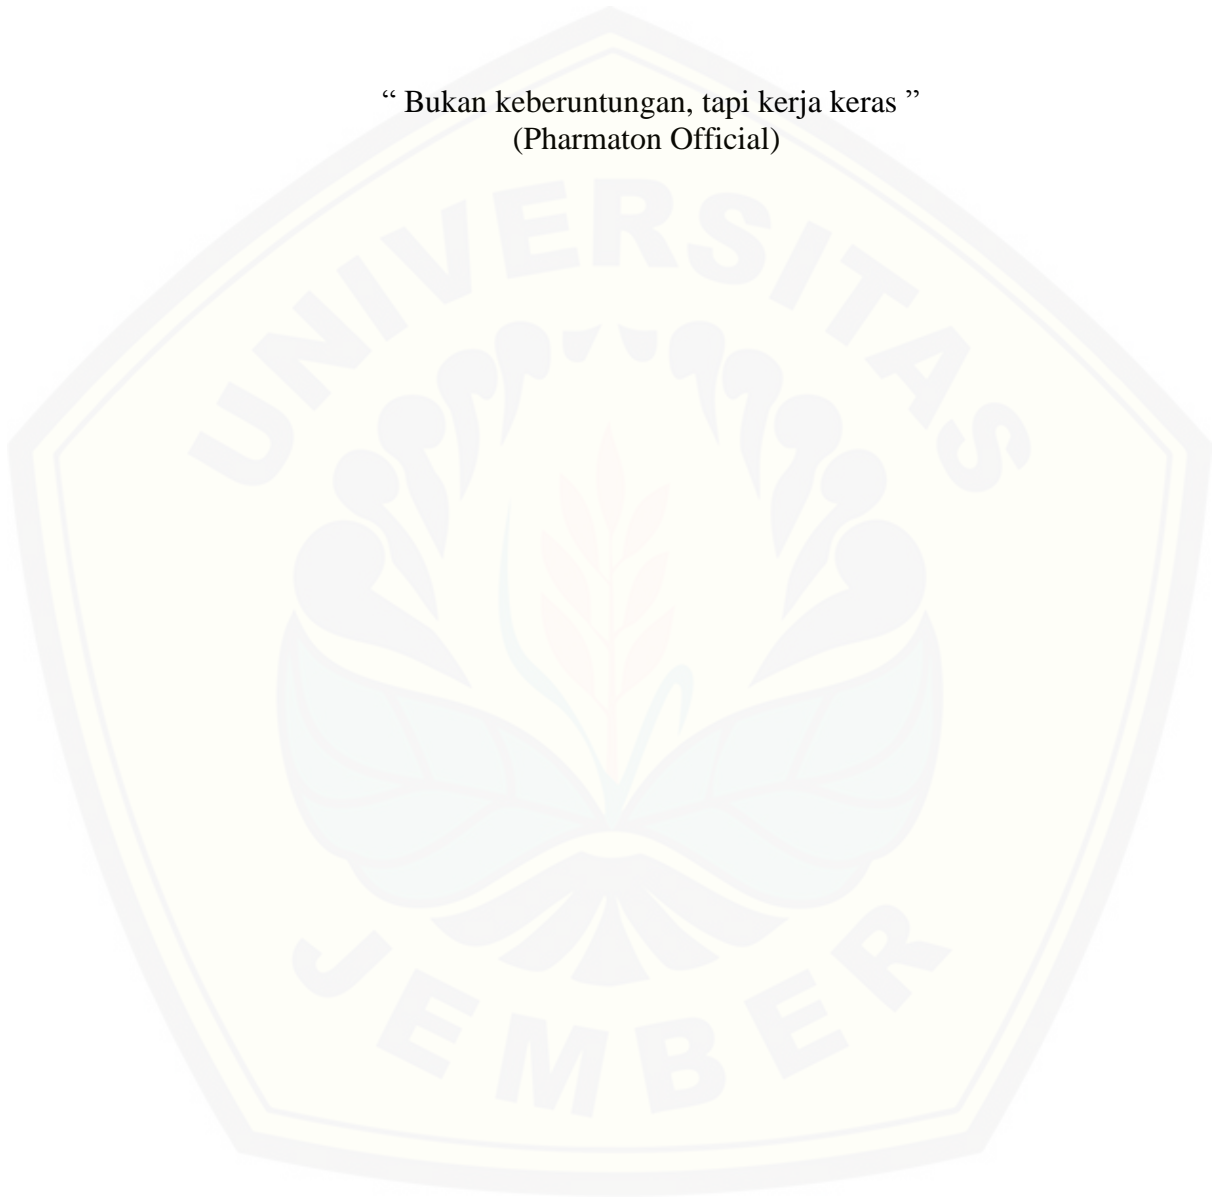 “ Bukan keberuntungan, tapi kerja keras ”
(Pharmaton Official)
UNIVERSITAS
JEMBER